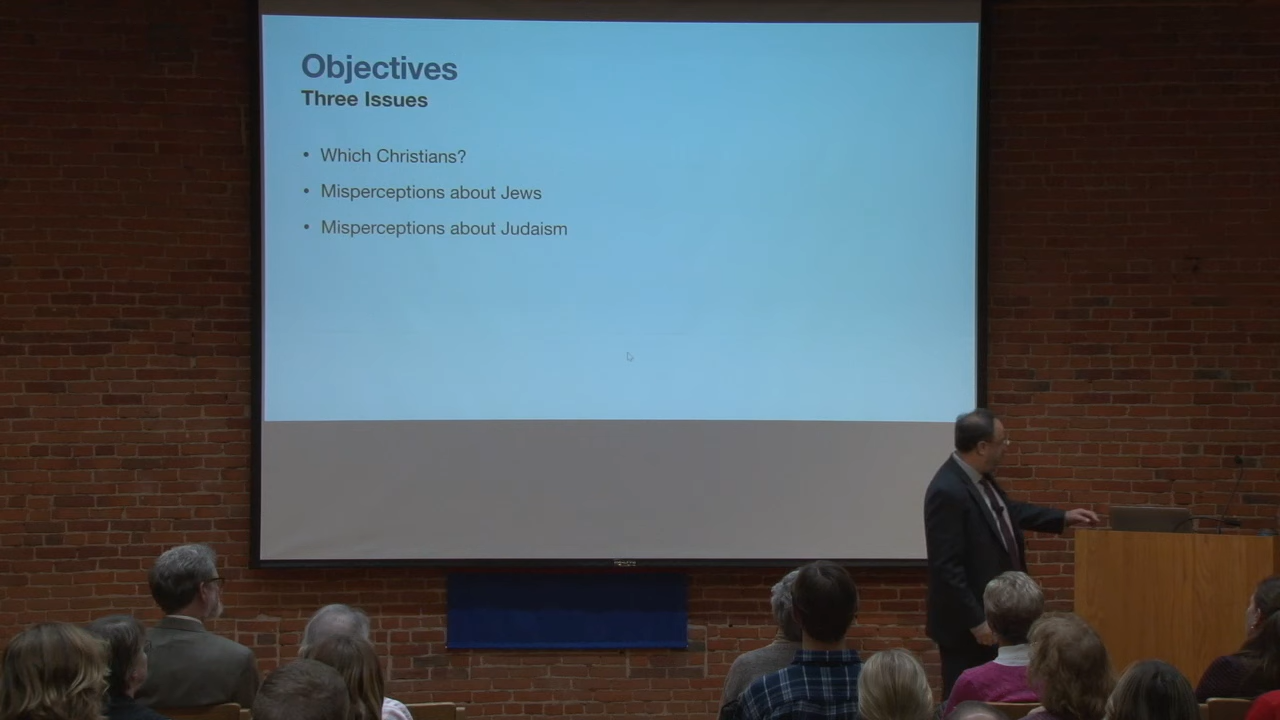 Objectives
Three Issues
• Which Christians?
• Misperceptions about Jews
• Misperceptions about Judaism